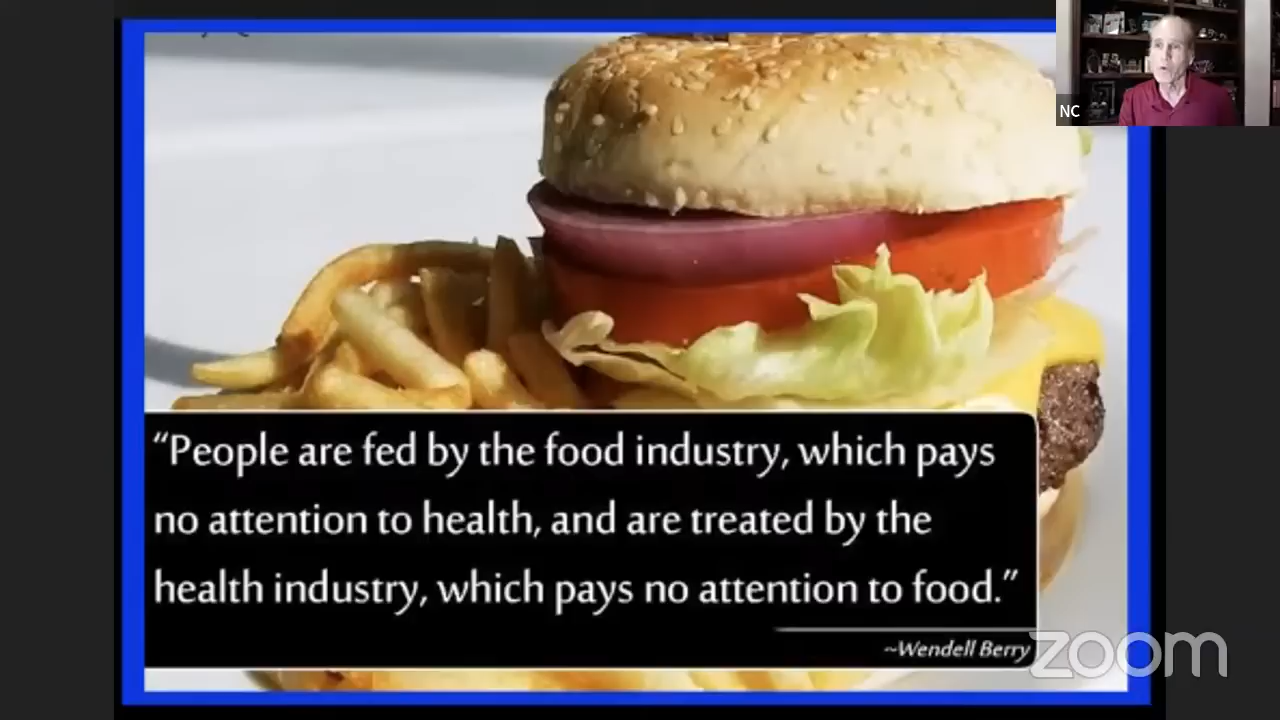 NC
“People are fed by the food industry, which pays
no attention to health, and are treated by the
health industry, which pays no attention to food.”
~Wendell Berry
zoom